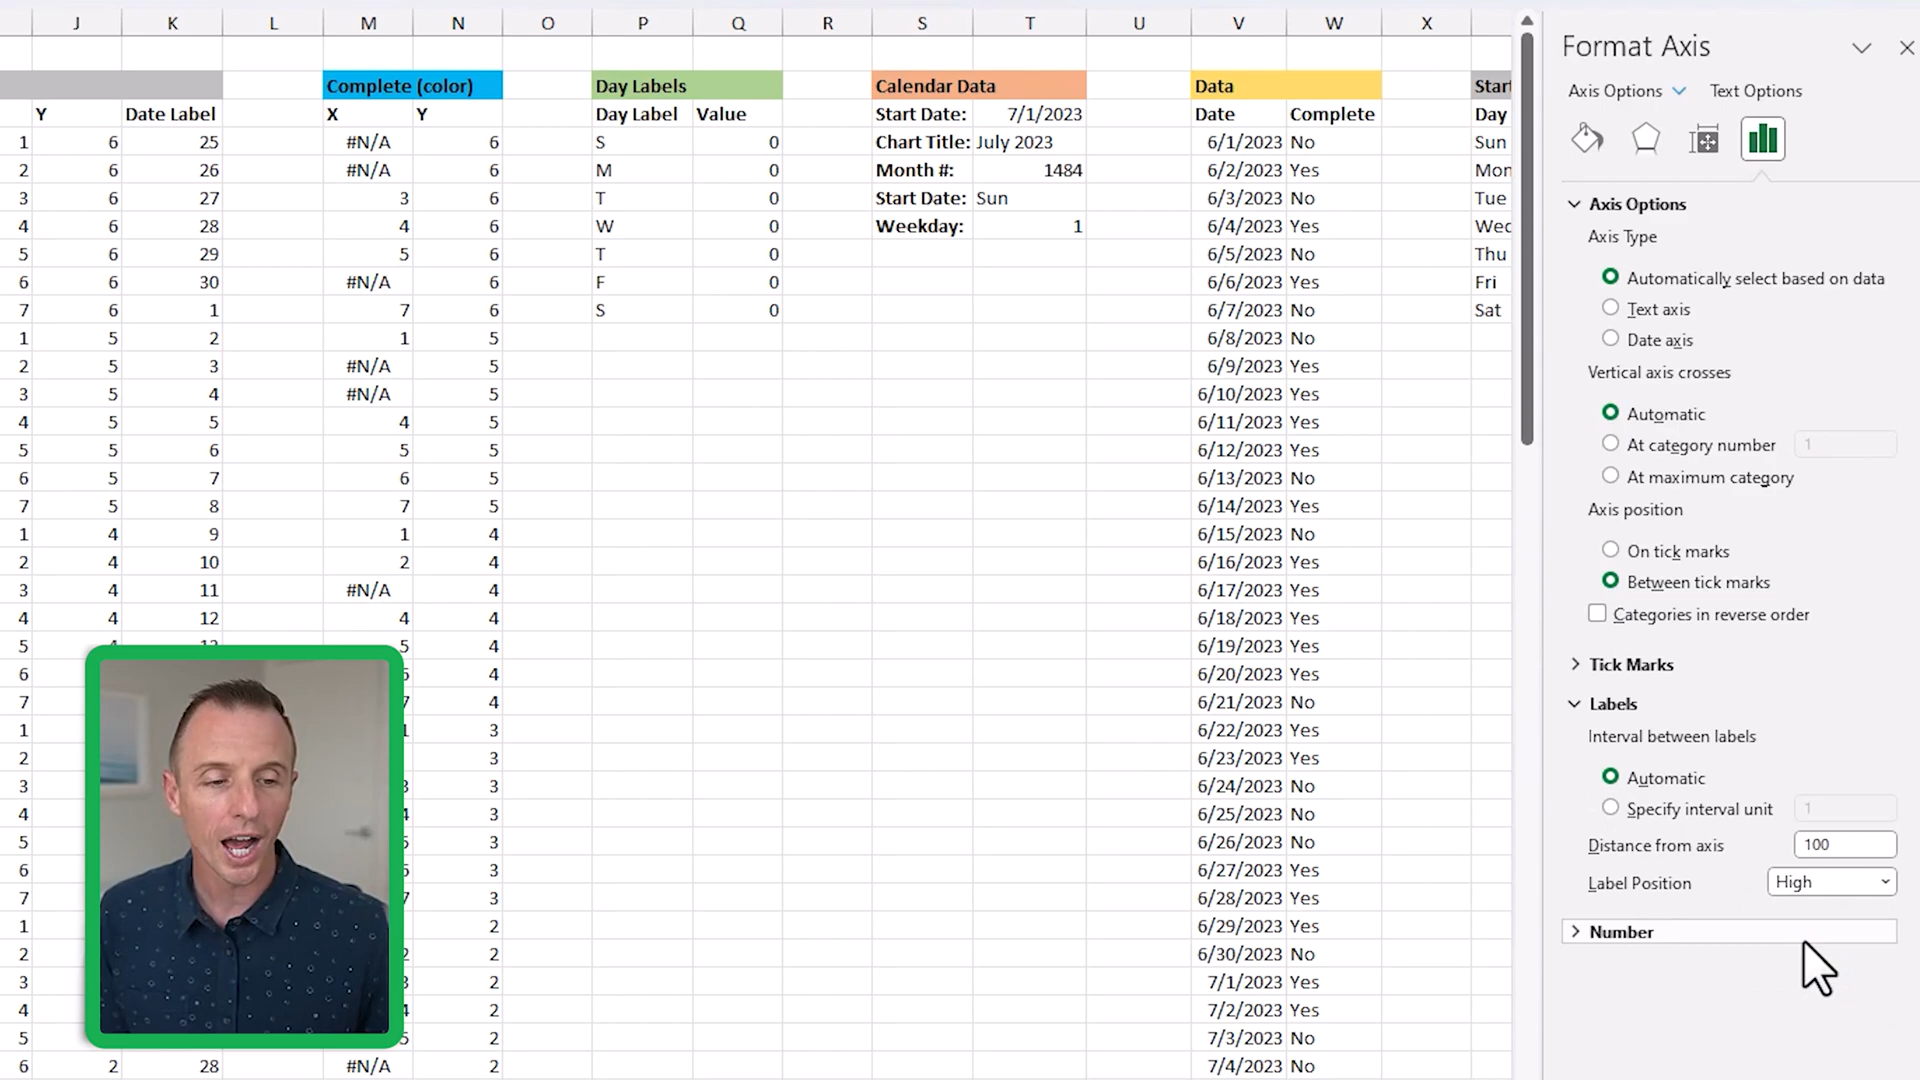 J K L M N O P Q R S T U V W X
Complete (color) Day Labels Calendar Data Data Start
Y Date Label X Y Day Label Value Start Date: 7/1/2023 Date Complete Day
1 6 25 #N/A 6 S 0 Chart Title: July 2023 6/1/2023 No Sun
2 6 26 #N/A 6 M 0 Month #: 1484 6/2/2023 Yes Mon
3 6 27 3 6 T 0 Start Date: Sun 6/3/2023 No Tue
4 6 28 4 6 W 0 Weekday: 1 6/4/2023 Yes Wed
5 6 29 5 6 T 0 6/5/2023 No Thu
6 6 30 #N/A 6 F 0 6/6/2023 Yes Fri
7 6 1 7 6 S 0 6/7/2023 No Sat
1 5 2 1 5 6/8/2023 No
2 5 3 #N/A 5 6/9/2023 Yes
3 5 4 #N/A 5 6/10/2023 Yes
4 5 5 4 5 6/11/2023 Yes
5 5 6 5 5 6/12/2023 Yes
6 5 7 6 5 6/13/2023 No
7 5 8 7 5 6/14/2023 Yes
1 4 9 1 4 6/15/2023 No
2 4 10 2 4 6/16/2023 Yes
3 4 11 #N/A 4 6/17/2023 Yes
4 4 12 4 4 6/18/2023 Yes
5 5 4 6/19/2023 Yes
6 4 6/20/2023 Yes
7 4 6/21/2023 No
1 3 6/22/2023 Yes
2 3 6/23/2023 Yes
3 3 6/24/2023 No
4 3 6/25/2023 No
5 3 6/26/2023 No
6 3 6/27/2023 Yes
7 3 6/28/2023 Yes
1 2 6/29/2023 Yes
2 2 6/30/2023 No
3 2 7/1/2023 Yes
4 2 7/2/2023 Yes
5 2 7/3/2023 No
6 2 28 #N/A 2 7/4/2023 No
Format Axis
Axis Options Text Options
Axis Options
Axis Type
Automatically select based on data
Text axis
Date axis
Vertical axis crosses
Automatic
At category number 1
At maximum category
Axis position
On tick marks
Between tick marks
Categories in reverse order
Tick Marks
Labels
Interval between labels
Automatic
Specify interval unit 1
Distance from axis 100
Label Position High
Number